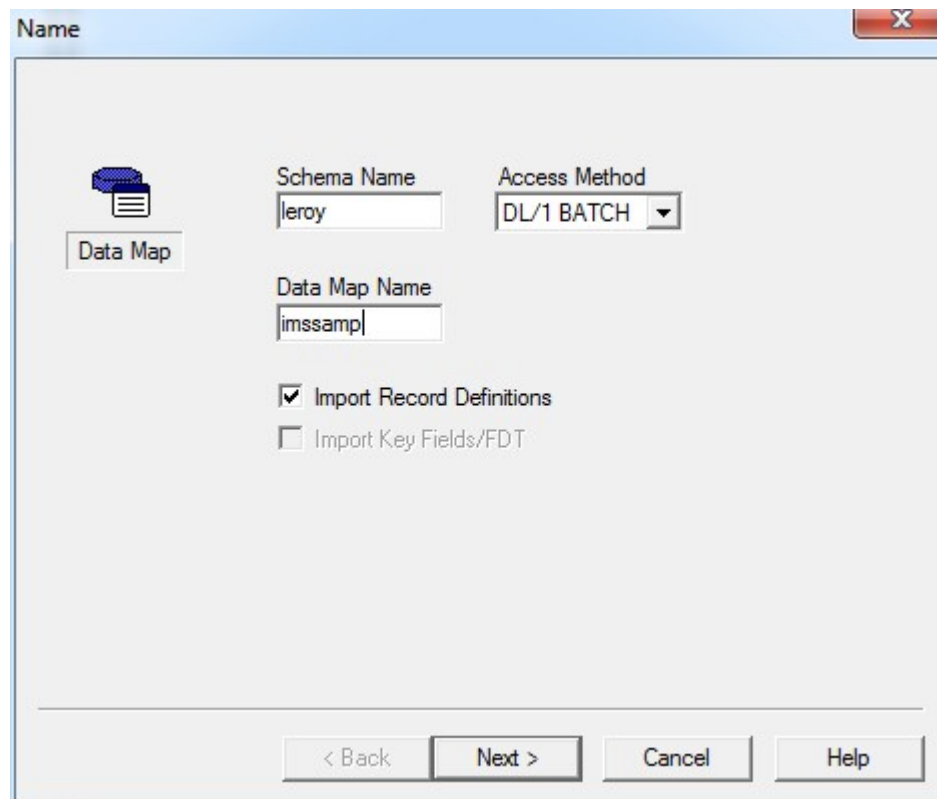 Name
Schema Name
Access Method
leroy
DL/1 BATCH
Data Map
Data Map Name
imssamp
Import Record Definitions
Import Key Fields/FDT
< Back
Next >
Cancel
Help